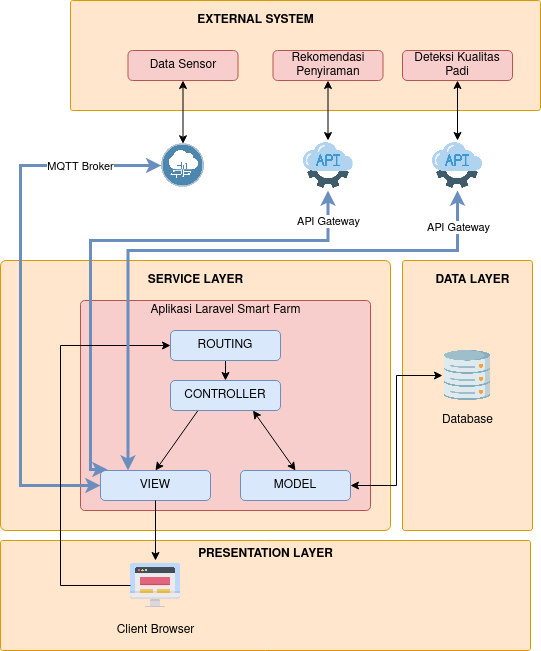 EXTERNAL SYSTEM
Data Sensor
Rekomendasi
Penyiraman
Deteksi Kualitas
Padi
MQTT Broker
API
API
API Gateway
API Gateway
SERVICE LAYER
DATA LAYER
Aplikasi Laravel Smart Farm
ROUTING
CONTROLLER
Database
VIEW
MODEL
PRESENTATION LAYER
Client Browser